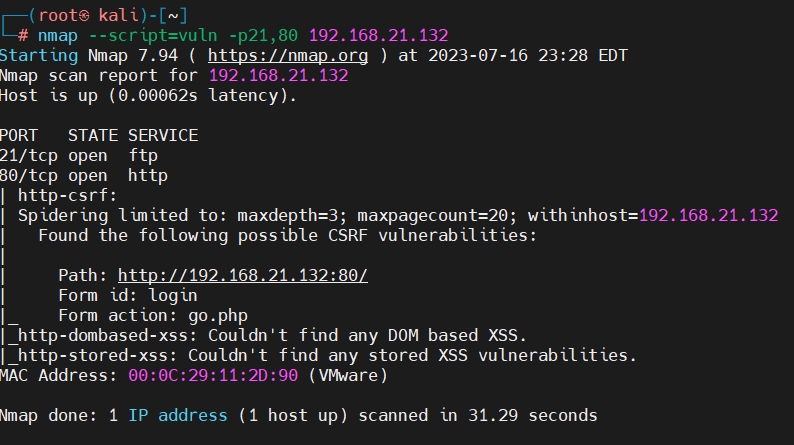 ┌──(root㉿ kali)-[~]
└─# nmap --script=vuln -p21,80 192.168.21.132
Starting Nmap 7.94 ( https://nmap.org ) at 2023-07-16 23:28 EDT
Nmap scan report for 192.168.21.132
Host is up (0.00062s latency).

PORT   STATE SERVICE
21/tcp open  ftp
80/tcp open  http
| http-csrf:
| Spidering limited to: maxdepth=3; maxpagecount=20; withinhost=192.168.21.132
|   Found the following possible CSRF vulnerabilities:
|
|     Path: http://192.168.21.132:80/
|     Form id: login
|_    Form action: go.php
|_http-dombased-xss: Couldn't find any DOM based XSS.
|_http-stored-xss: Couldn't find any stored XSS vulnerabilities.
MAC Address: 00:0C:29:11:2D:90 (VMware)

Nmap done: 1 IP address (1 host up) scanned in 31.29 seconds